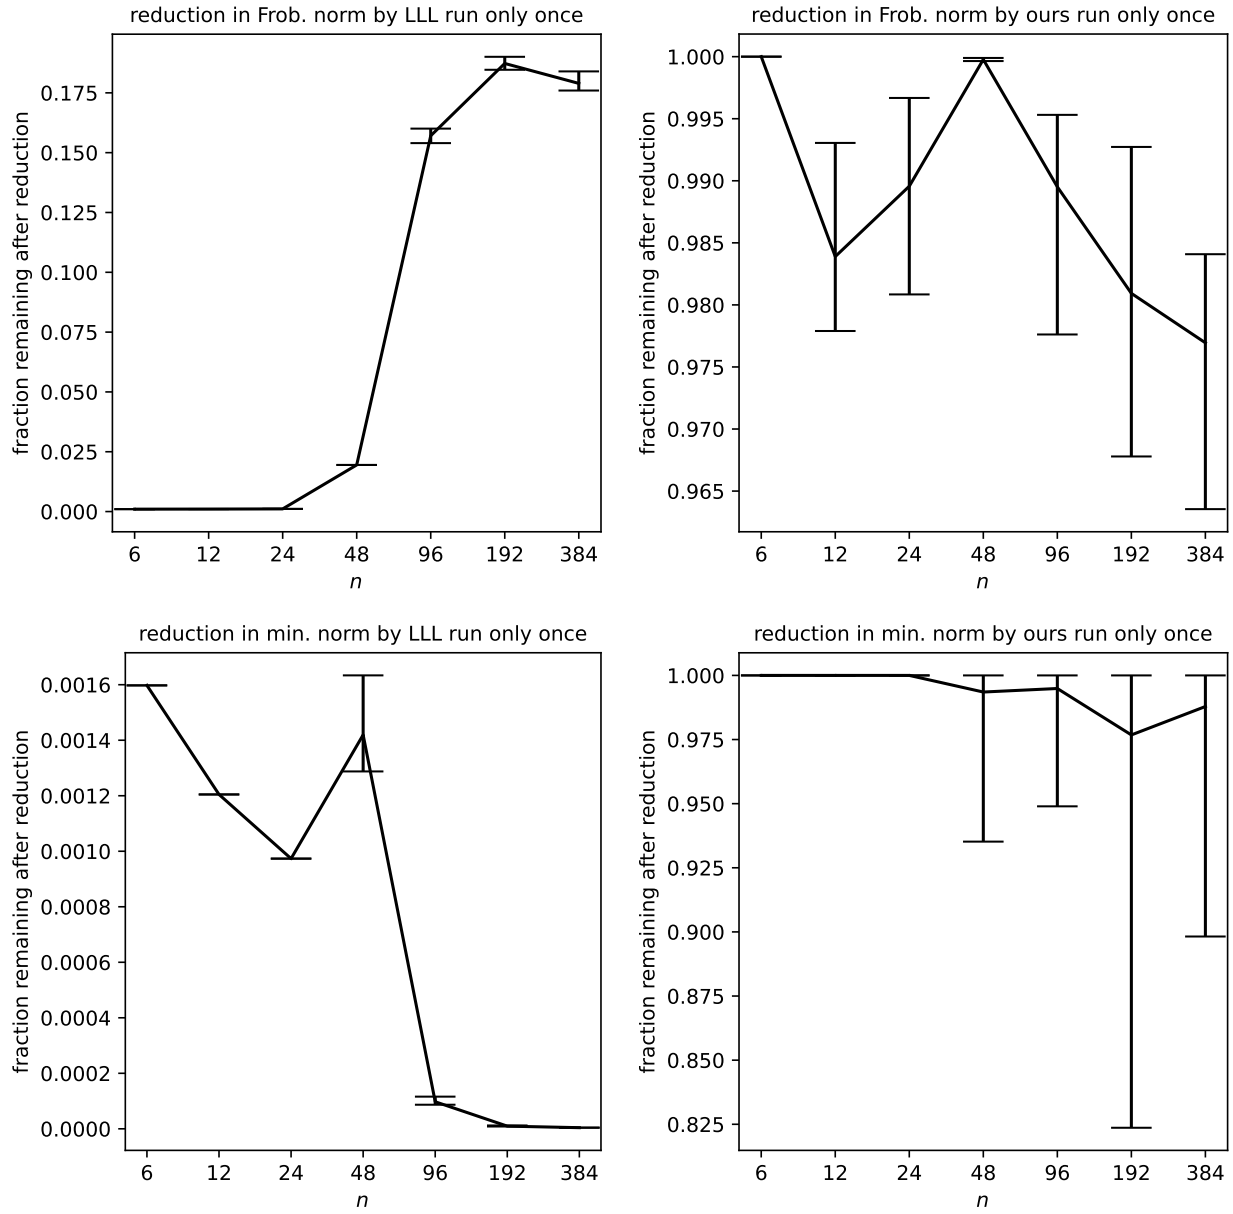 reduction in Frob. norm by LLL run only once
fraction remaining after reduction
0.175
0.150
0.125
0.100
0.075
0.050
0.025
0.000
6 12 24 48 96 192 384
n
reduction in Frob. norm by ours run only once
fraction remaining after reduction
1.000
0.995
0.990
0.985
0.980
0.975
0.970
0.965
6 12 24 48 96 192 384
n
reduction in min. norm by LLL run only once
fraction remaining after reduction
0.0016
0.0014
0.0012
0.0010
0.0008
0.0006
0.0004
0.0002
0.0000
6 12 24 48 96 192 384
n
reduction in min. norm by ours run only once
fraction remaining after reduction
1.000
0.975
0.950
0.925
0.900
0.875
0.850
0.825
6 12 24 48 96 192 384
n